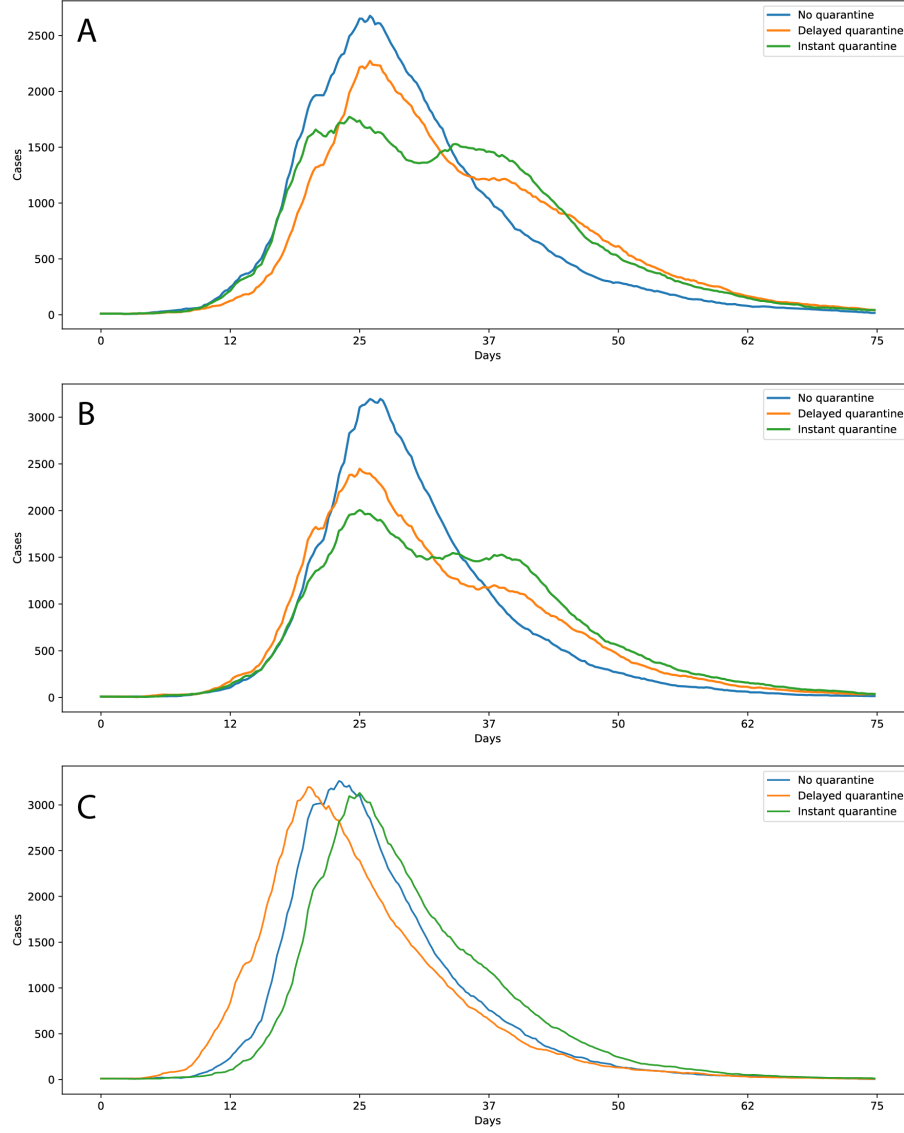 A
No quarantine
Delayed quarantine
Instant quarantine
2500
2000
1500
1000
500
0
Cases
0 12 25 37 50 62 75
Days
B
No quarantine
Delayed quarantine
Instant quarantine
3000
2500
2000
1500
1000
500
0
Cases
0 12 25 37 50 62 75
Days
C
No quarantine
Delayed quarantine
Instant quarantine
3000
2500
2000
1500
1000
500
0
Cases
0 12 25 37 50 62 75
Days